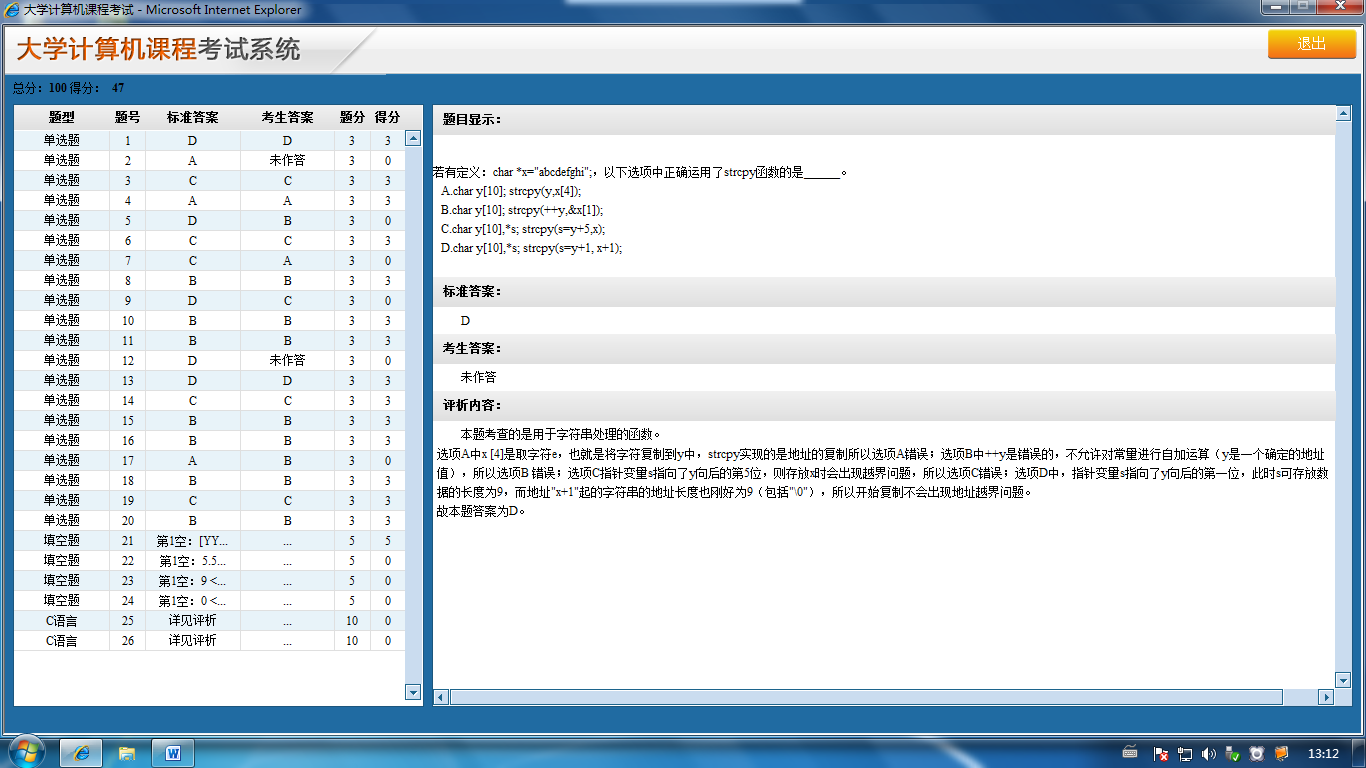 大学计算机课程考试 - Microsoft Internet Explorer
大学计算机课程考试系统
退出
总分：100 得分： 47
题型 题号 标准答案 考生答案 题分 得分
单选题 1 D D 3 3
单选题 2 A 未作答 3 0
单选题 3 C C 3 3
单选题 4 A A 3 3
单选题 5 D B 3 0
单选题 6 C C 3 3
单选题 7 C A 3 0
单选题 8 B B 3 3
单选题 9 D C 3 0
单选题 10 B B 3 3
单选题 11 B B 3 3
单选题 12 D 未作答 3 0
单选题 13 D D 3 3
单选题 14 C C 3 3
单选题 15 B B 3 3
单选题 16 B B 3 3
单选题 17 A B 3 0
单选题 18 B B 3 3
单选题 19 C C 3 3
单选题 20 B B 3 3
填空题 21 第1空：[YY... ... 5 5
填空题 22 第1空：5.5... ... 5 0
填空题 23 第1空：9 <... ... 5 0
填空题 24 第1空：0 <... ... 5 0
C语言 25 详见评析 ... 10 0
C语言 26 详见评析 ... 10 0
题目显示：
若有定义：char *x="abcdefghi";，以下选项中正确运用了strcpy函数的是______。
A.char y[10]; strcpy(y,x[4]);
B.char y[10]; strcpy(++y,&x[1]);
C.char y[10],*s; strcpy(s=y+5,x);
D.char y[10],*s; strcpy(s=y+1, x+1);
标准答案：
D
考生答案：
未作答
评析内容：
本题考查的是用于字符串处理的函数。
选项A中x [4]是取字符e，也就是将字符复制到y中，strcpy实现的是地址的复制所以选项A错误；选项B中++y是错误的，不允许对常量进行自加运算（y是一个确定的地址
值），所以选项B 错误；选项C指针变量s指向了y向后的第5位，则存放x时会出现越界问题，所以选项C错误；选项D中，指针变量s指向了y向后的第一位，此时s可存放数
据的长度为9，而地址"x+1"起的字符串的地址长度也刚好为9（包括"\0"），所以开始复制不会出现地址越界问题。
故本题答案为D。
13:12